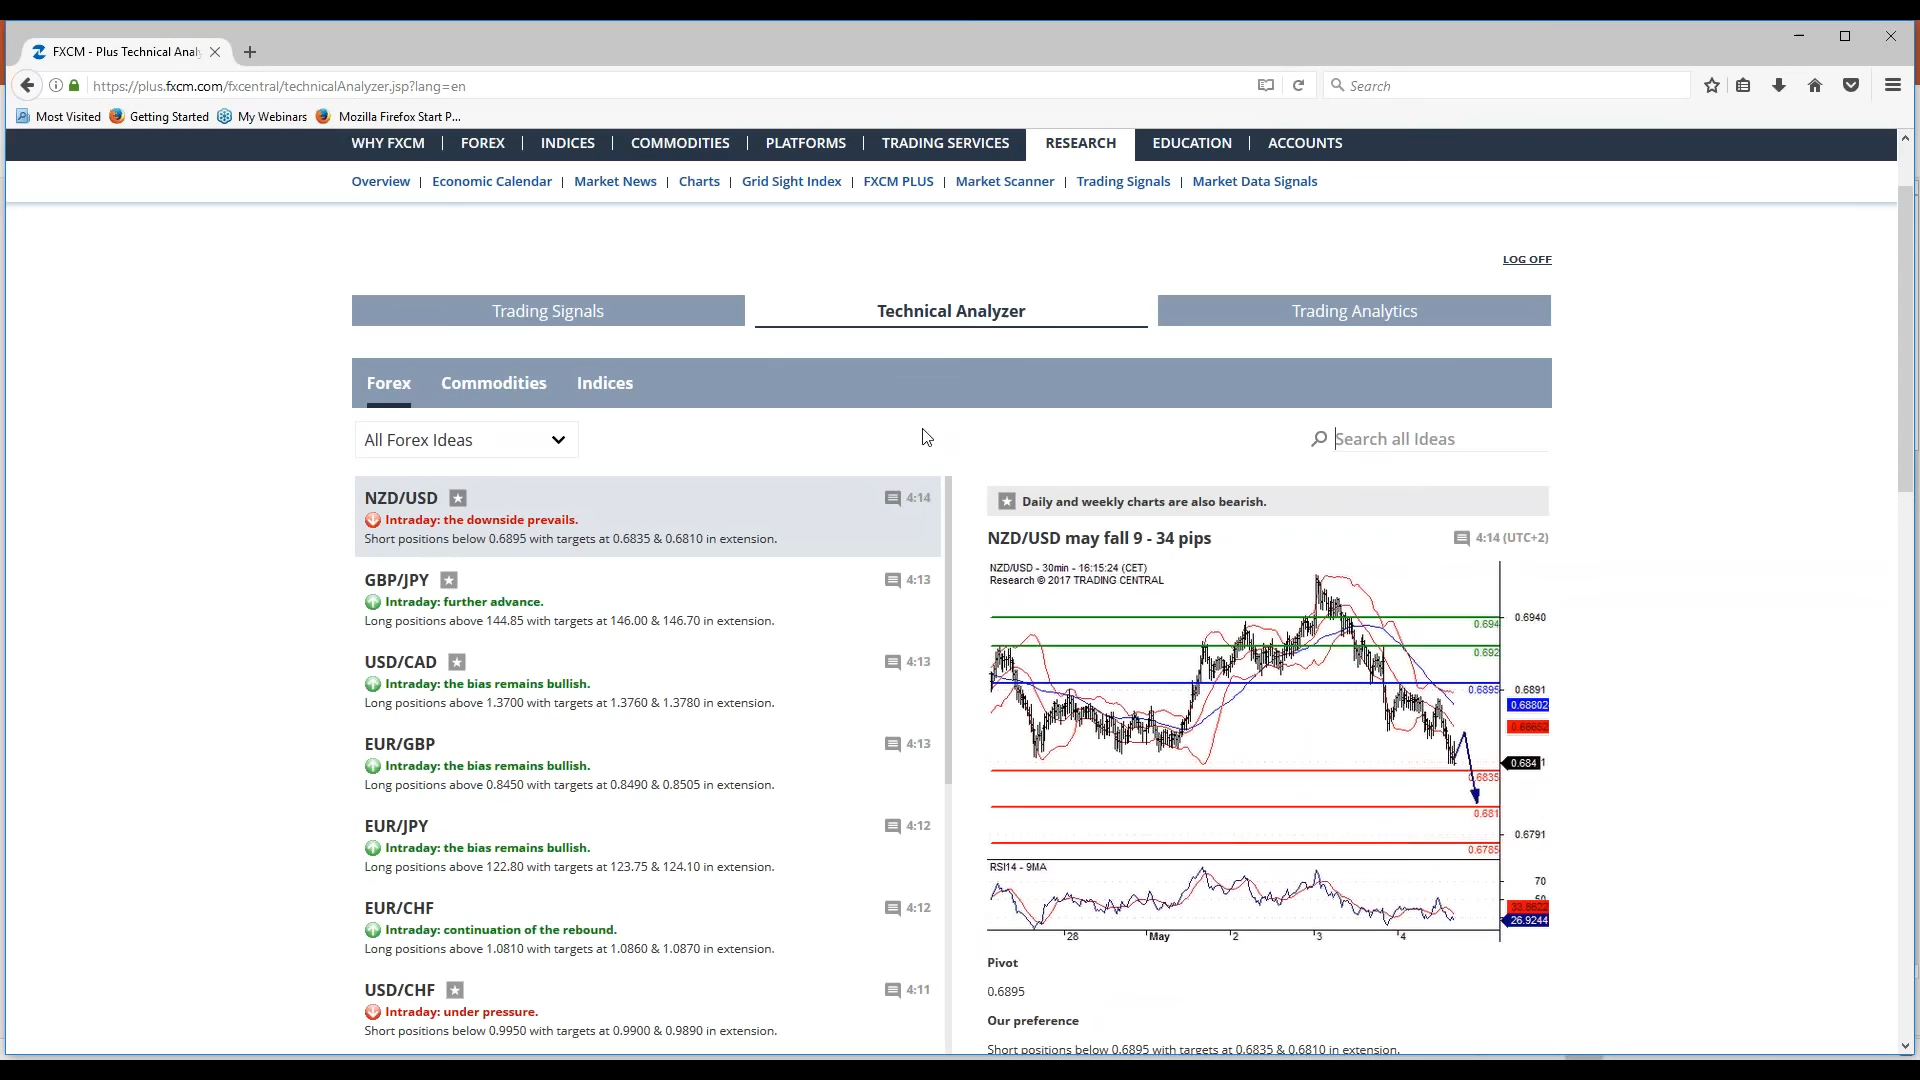 FXCM - Plus Technical Analy
https://plus.fxcm.com/fxcentral/technicalAnalyzer.jsp?lang=en
Search
Most Visited Getting Started My Webinars Mozilla Firefox Start P...
WHY FXCM | FOREX | INDICES | COMMODITIES | PLATFORMS | TRADING SERVICES RESEARCH EDUCATION | ACCOUNTS
Overview | Economic Calendar | Market News | Charts | Grid Sight Index | FXCM PLUS | Market Scanner | Trading Signals | Market Data Signals
LOG OFF
Trading Signals Technical Analyzer Trading Analytics
Forex Commodities Indices
All Forex Ideas
Search all Ideas
NZD/USD 4:14
Intraday: the downside prevails.
Short positions below 0.6895 with targets at 0.6835 & 0.6810 in extension.
GBP/JPY 4:13
Intraday: further advance.
Long positions above 144.85 with targets at 146.00 & 146.70 in extension.
USD/CAD 4:13
Intraday: the bias remains bullish.
Long positions above 1.3700 with targets at 1.3760 & 1.3780 in extension.
EUR/GBP 4:13
Intraday: the bias remains bullish.
Long positions above 0.8450 with targets at 0.8490 & 0.8505 in extension.
EUR/JPY 4:12
Intraday: the bias remains bullish.
Long positions above 122.80 with targets at 123.75 & 124.10 in extension.
EUR/CHF 4:12
Intraday: continuation of the rebound.
Long positions above 1.0810 with targets at 1.0860 & 1.0870 in extension.
USD/CHF 4:11
Intraday: under pressure.
Short positions below 0.9950 with targets at 0.9900 & 0.9890 in extension.
Daily and weekly charts are also bearish.
NZD/USD may fall 9 - 34 pips 4:14 (UTC+2)
NZD/USD - 30min - 16:15:24 (CET)
Research © 2017 TRADING CENTRAL
0.694 0.6940
0.692
0.6895 0.6891
0.68802
0.684 1
0.6835
0.681
0.6791
0.6785
RSI14 - 9MA
70
26.9244
28 May 2 3 4
Pivot
0.6895
Our preference
Short positions below 0.6895 with targets at 0.6835 & 0.6810 in extension.